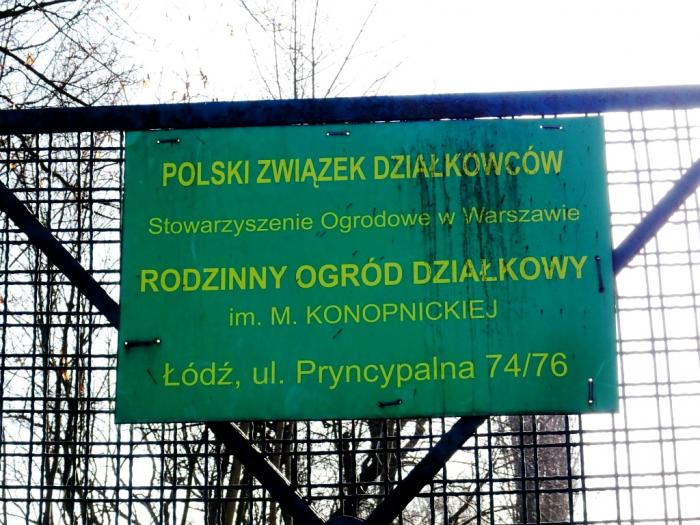 POLSKI ZWIĄZEK DZIAŁKOWCÓW
Stowarzyszenie Ogrodowe w Warszawie
RODZINNY OGRÓD DZIAŁKOWY
im. M. KONOPNICKIEJ
Łódź, ul. Pryncypalna 74/76